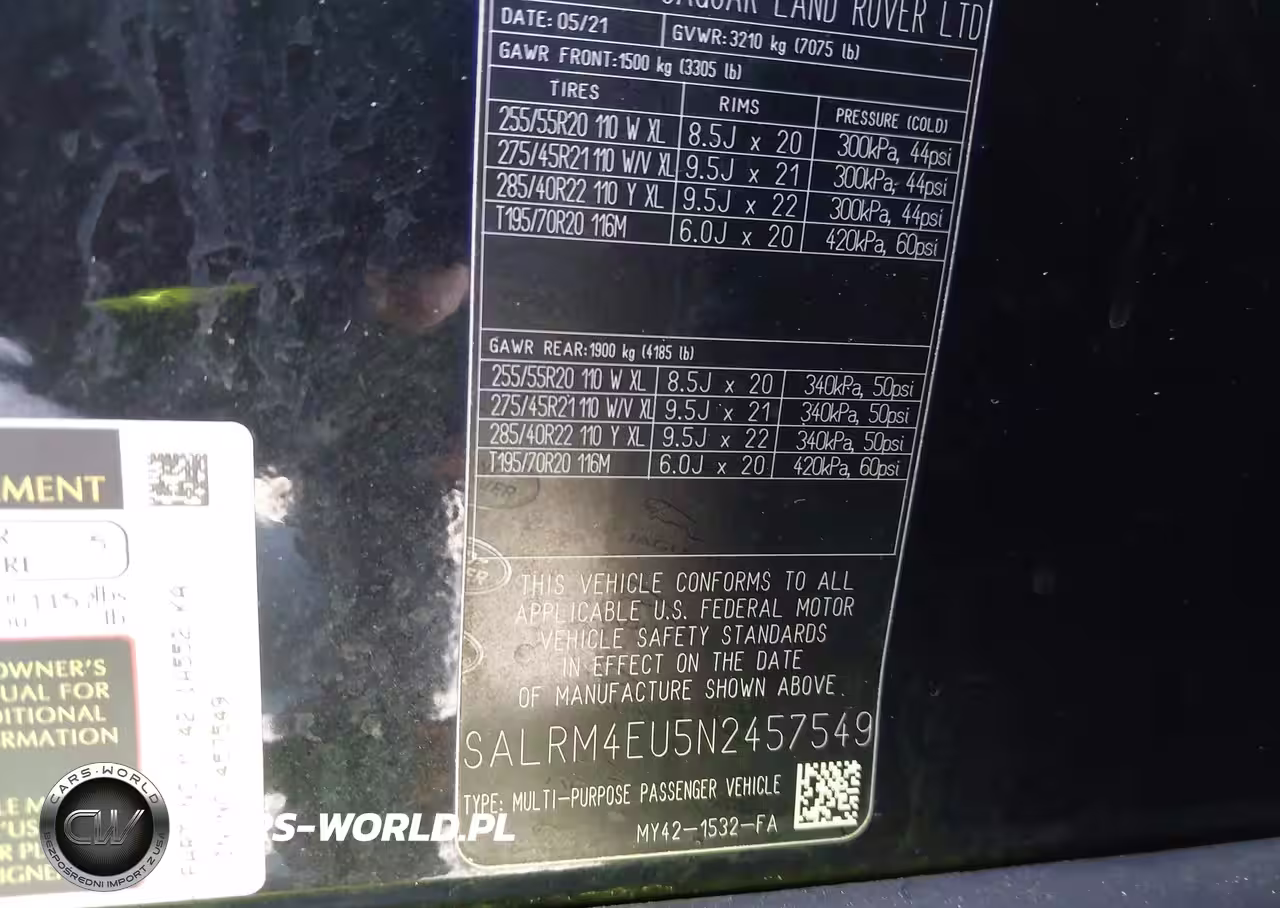 JAGUAR LAND ROVER LTD
DATE: 05/21 GVWR: 3210 kg (7075 lb)
GAWR FRONT: 1500 kg (3305 lb)
TIRES RIMS PRESSURE (COLD)
255/55R20 110 W XL 8.5J x 20 300kPa, 44psi
275/45R21 110 W/V XL 9.5J x 21 300kPa, 44psi
285/40R22 110 Y XL 9.5J x 22 300kPa, 44psi
T195/70R20 116M 6.0J x 20 420kPa, 60psi
GAWR REAR: 1900 kg (4185 lb)
255/55R20 110 W XL 8.5J x 20 340kPa, 50psi
275/45R21 110 W/V XL 9.5J x 21 340kPa, 50psi
285/40R22 110 Y XL 9.5J x 22 340kPa, 50psi
T195/70R20 116M 6.0J x 20 420kPa, 60psi
THIS VEHICLE CONFORMS TO ALL
APPLICABLE U.S. FEDERAL MOTOR
VEHICLE SAFETY STANDARDS
IN EFFECT ON THE DATE
OF MANUFACTURE SHOWN ABOVE.
SALRM4EU5N2457549
TYPE: MULTI-PURPOSE PASSENGER VEHICLE
MY42-1532-FA
MENT
5
lb
OWNER'S
UAL FOR
DITIONAL
RMATION
CARS-WORLD
CW
BEZPOŚREDNI IMPORT Z USA
RS-WORLD.PL